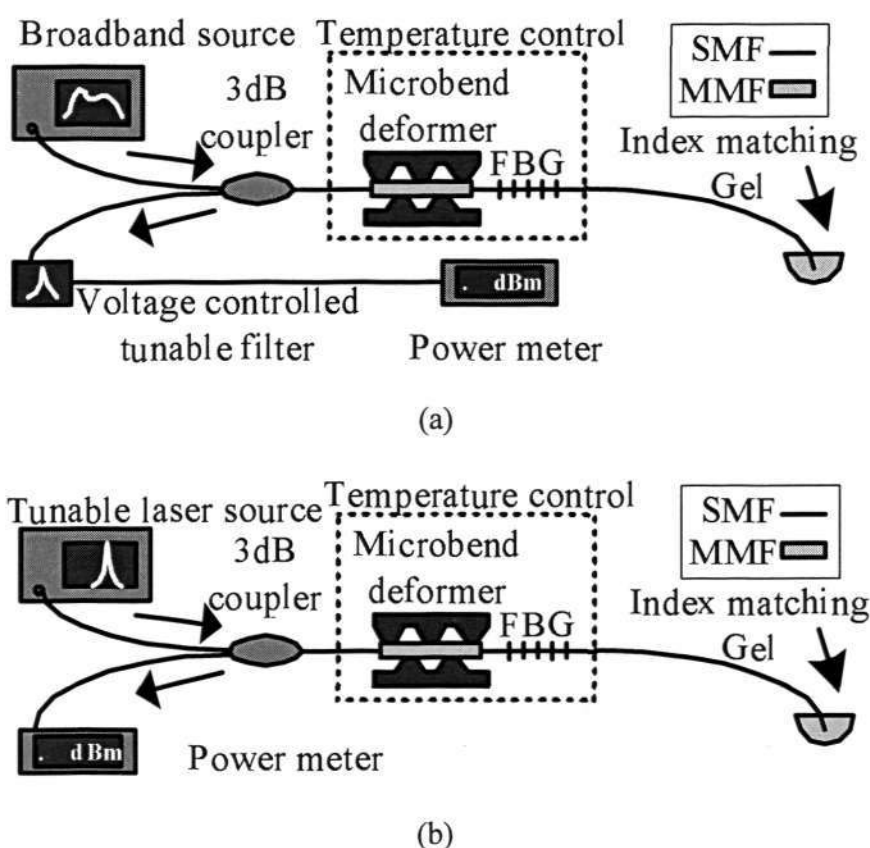 Broadband source
Temperature control
SMF
MMF
3dB
coupler
Microbend
deformer
FBG
Index matching
Gel
Voltage controlled
tunable filter
. dBm
Power meter
(a)
Tunable laser source
Temperature control
SMF
MMF
3dB
coupler
Microbend
deformer
FBG
Index matching
Gel
. dBm
Power meter
(b)